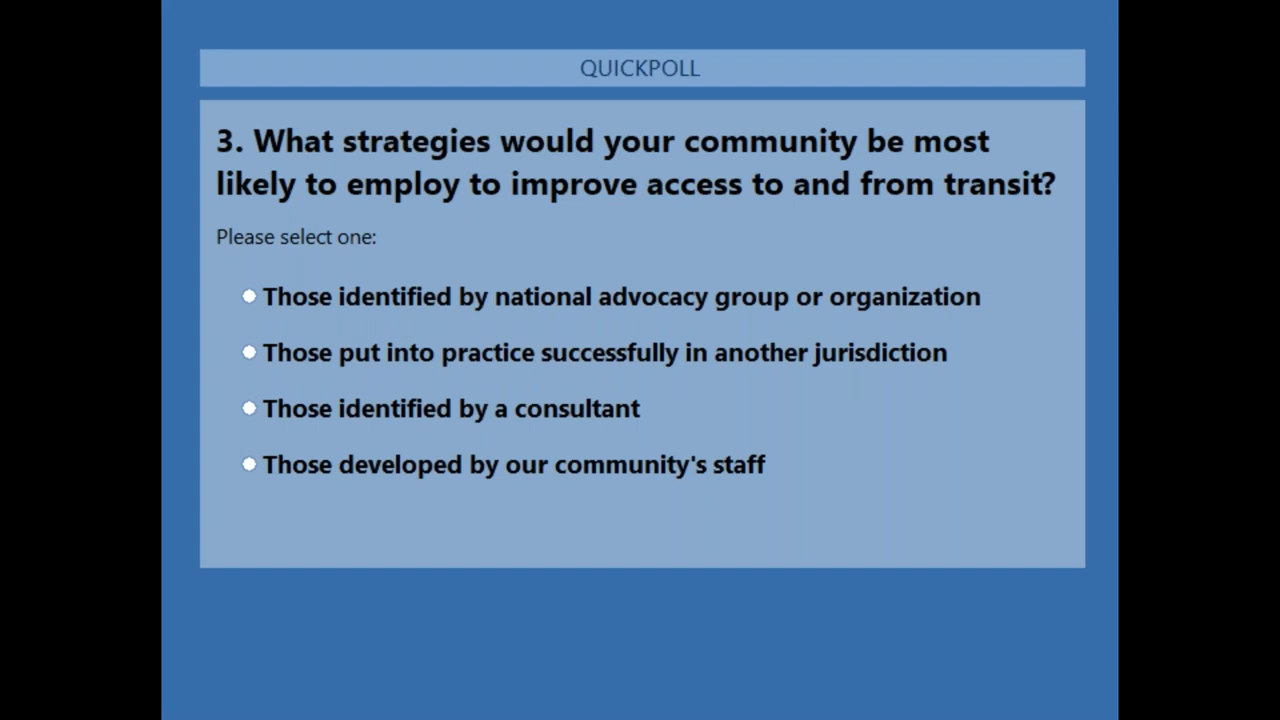 QUICKPOLL
3. What strategies would your community be most
likely to employ to improve access to and from transit?
Please select one:
Those identified by national advocacy group or organization
Those put into practice successfully in another jurisdiction
Those identified by a consultant
Those developed by our community's staff